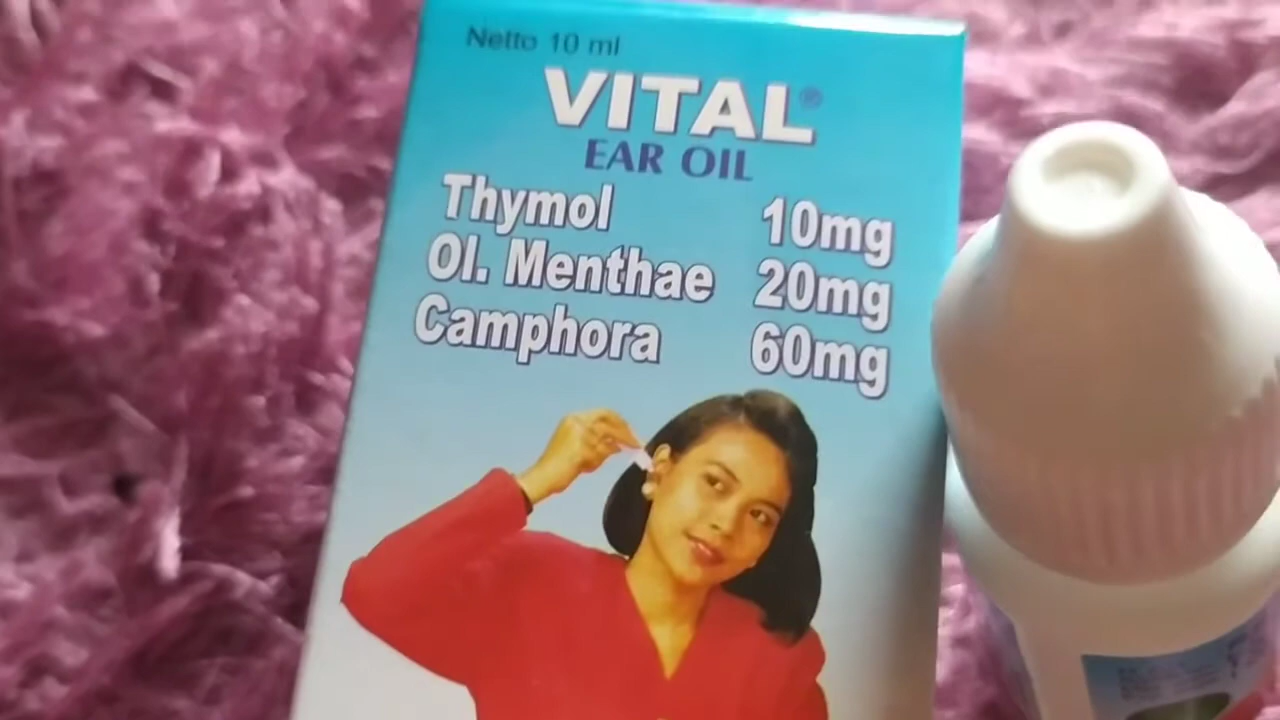 Netto 10 ml
VITAL®
EAR OIL
Thymol 10mg
Ol. Menthae 20mg
Camphora 60mg